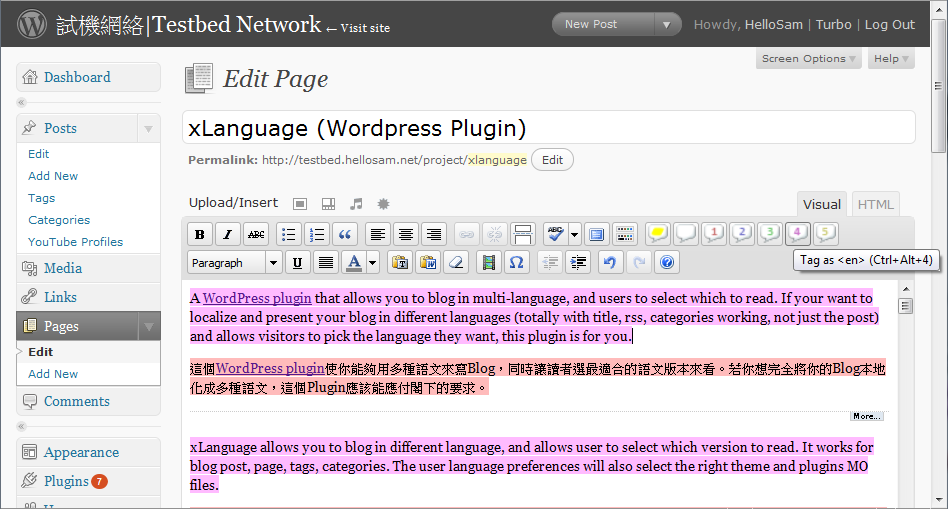 試機網絡|Testbed Network ← Visit site
New Post
Howdy, HelloSam | Turbo | Log Out
Screen Options
Help
Dashboard
Posts
Edit
Add New
Tags
Categories
YouTube Profiles
Media
Links
Pages
Edit
Add New
Comments
Appearance
Plugins 7
Edit Page
xLanguage (Wordpress Plugin)
Permalink: http://testbed.hellosam.net/project/xlanguage Edit
Upload/Insert
Visual
HTML
B I ABC
ABC
1 2 3 4 5
Paragraph
U
A
T
W
Ω
Tag as <en> (Ctrl+Alt+4)
A WordPress plugin that allows you to blog in multi-language, and users to select which to read. If your want to
localize and present your blog in different languages (totally with title, rss, categories working, not just the post)
and allows visitors to pick the language they want, this plugin is for you.
這個WordPress plugin使你能夠用多種語文來寫Blog，同時讓讀者選最適合的語文版本來看。若你想完全將你的Blog本地
化成多種語文，這個Plugin應該能應付閣下的要求。
More...
xLanguage allows you to blog in different language, and allows user to select which version to read. It works for
blog post, page, tags, categories. The user language preferences will also select the right theme and plugins MO
files.